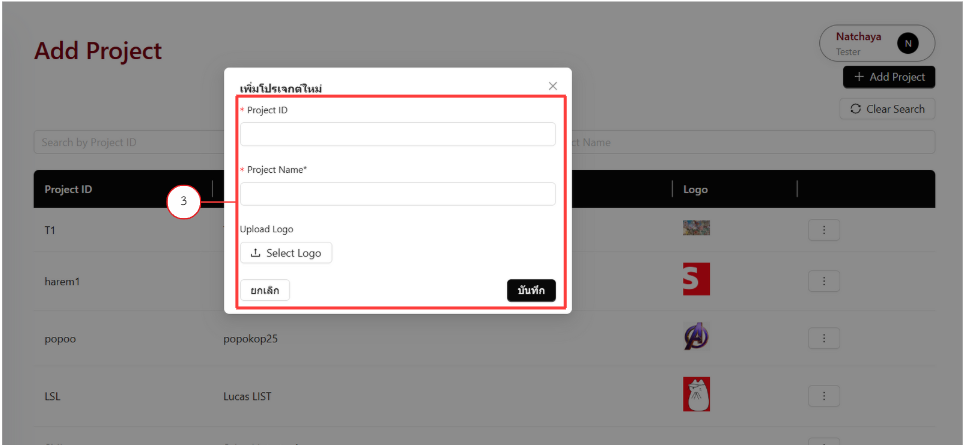 Add Project
Natchaya
Tester
N
+ Add Project
Clear Search
เพิ่มโปรเจกต์ใหม่
* Project ID
Search by Project ID
ct Name
* Project Name*
Project ID
Logo
3
T1
Upload Logo
Select Logo
harem1
S
ยกเลิก
บันทึก
popoo
popokop25
LSL
Lucas LIST